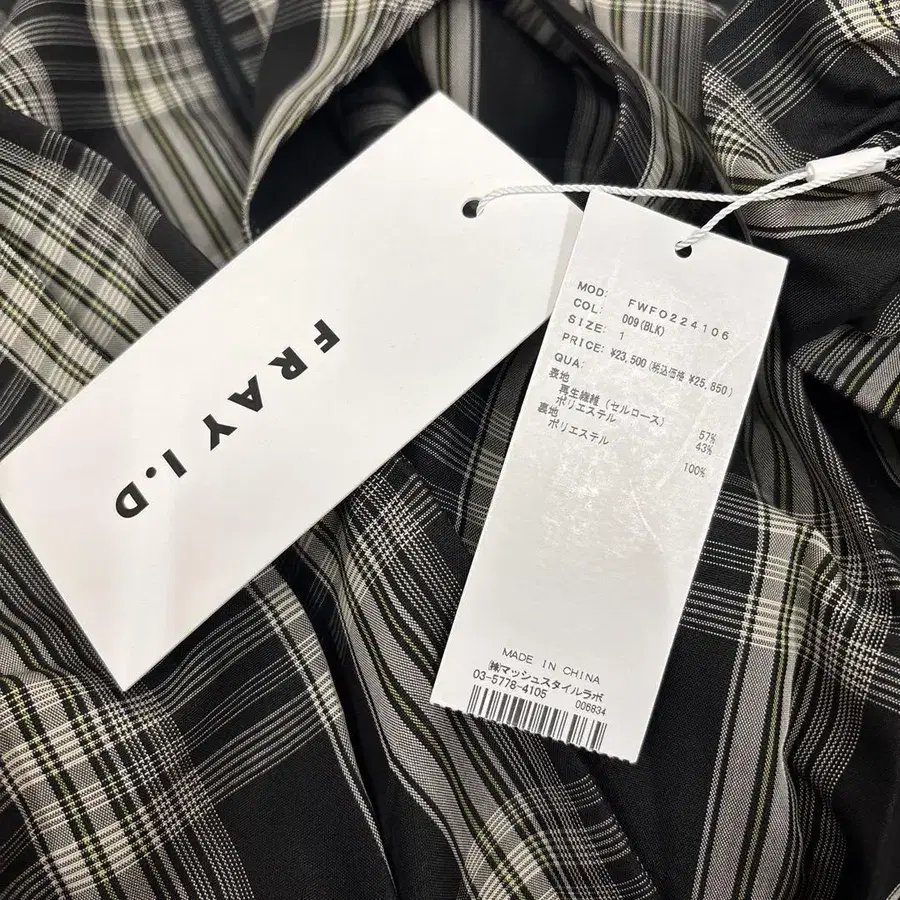 FRAY I.D
MOD: FWFO224106
COL: 009(BLK)
SIZE: 1
PRICE: ¥23,500(税込価格 ¥25,850)
QUA:
表地
再生繊維(セルロース) 57%
ポリエステル 43%
裏地
ポリエステル 100%
MADE IN CHINA
㈱マッシュスタイルラボ
03-5778-4105
006834